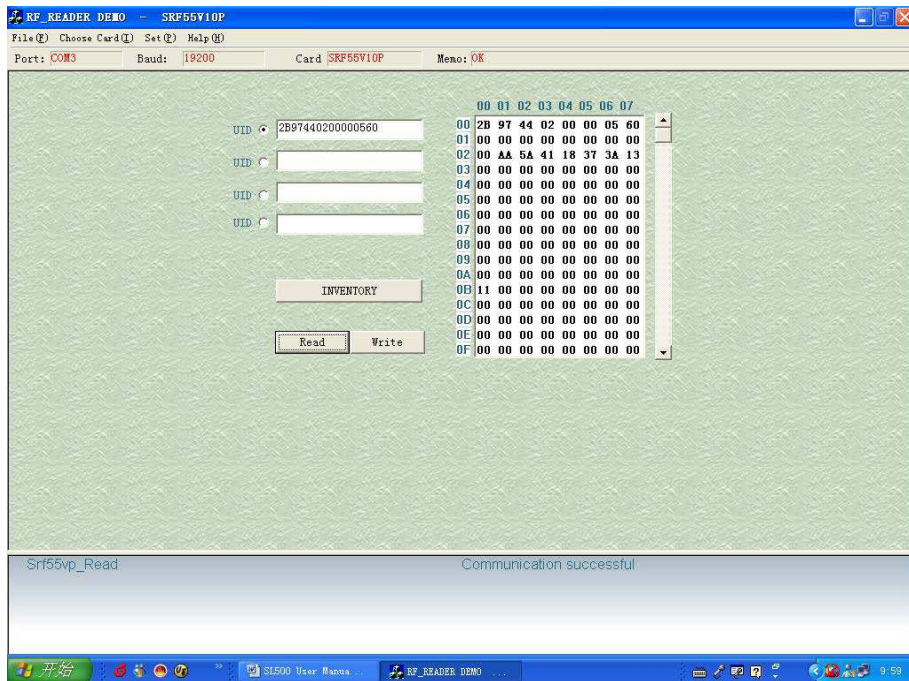 RF_READER DEMO - SRF55V10P
File(F) Choose Card(I) Set(P) Help(H)
Port: COM3 Baud: 19200 Card SRF55V10P Memo: OK
00 01 02 03 04 05 06 07
UID 2B97440200000560
UID
UID
UID
00 2B 97 44 02 00 00 05 60
01 00 00 00 00 00 00 00 00
02 00 AA 5A 41 18 37 3A 13
03 00 00 00 00 00 00 00 00
04 00 00 00 00 00 00 00 00
05 00 00 00 00 00 00 00 00
06 00 00 00 00 00 00 00 00
07 00 00 00 00 00 00 00 00
08 00 00 00 00 00 00 00 00
09 00 00 00 00 00 00 00 00
0A 00 00 00 00 00 00 00 00
0B 11 00 00 00 00 00 00 00
0C 00 00 00 00 00 00 00 00
0D 00 00 00 00 00 00 00 00
0E 00 00 00 00 00 00 00 00
0F 00 00 00 00 00 00 00 00
INVENTORY
Read Write
Srf55vp_Read Communication successful
开始 SL500 User Manua... RF_READER DEMO ... 9:59